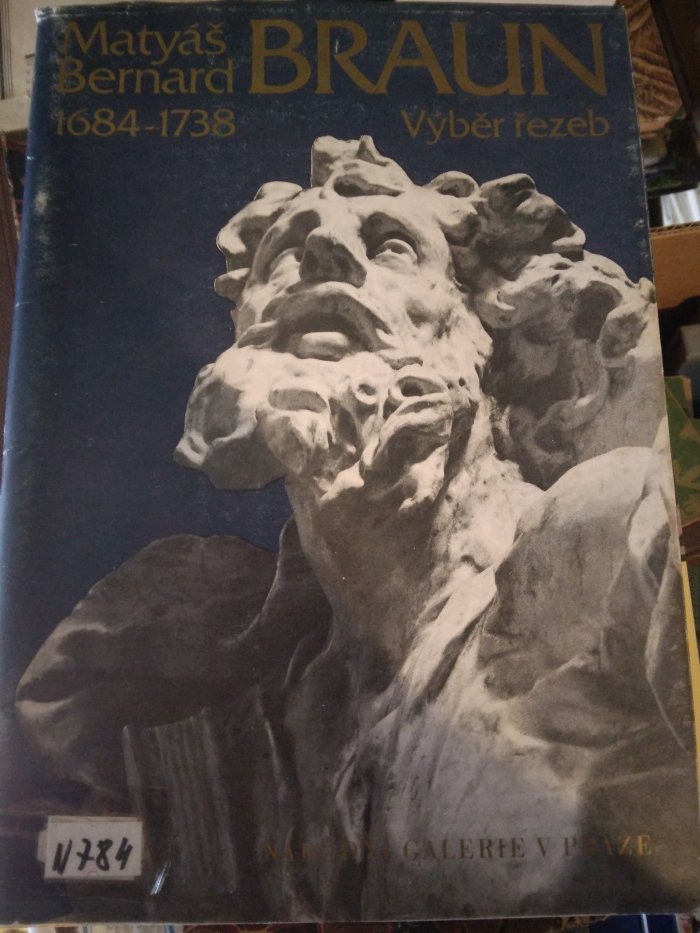 Matyáš
Bernard BRAUN
1684-1738 Výběr řezeb
NÁRODNÍ GALERIE V PRAZE
N784